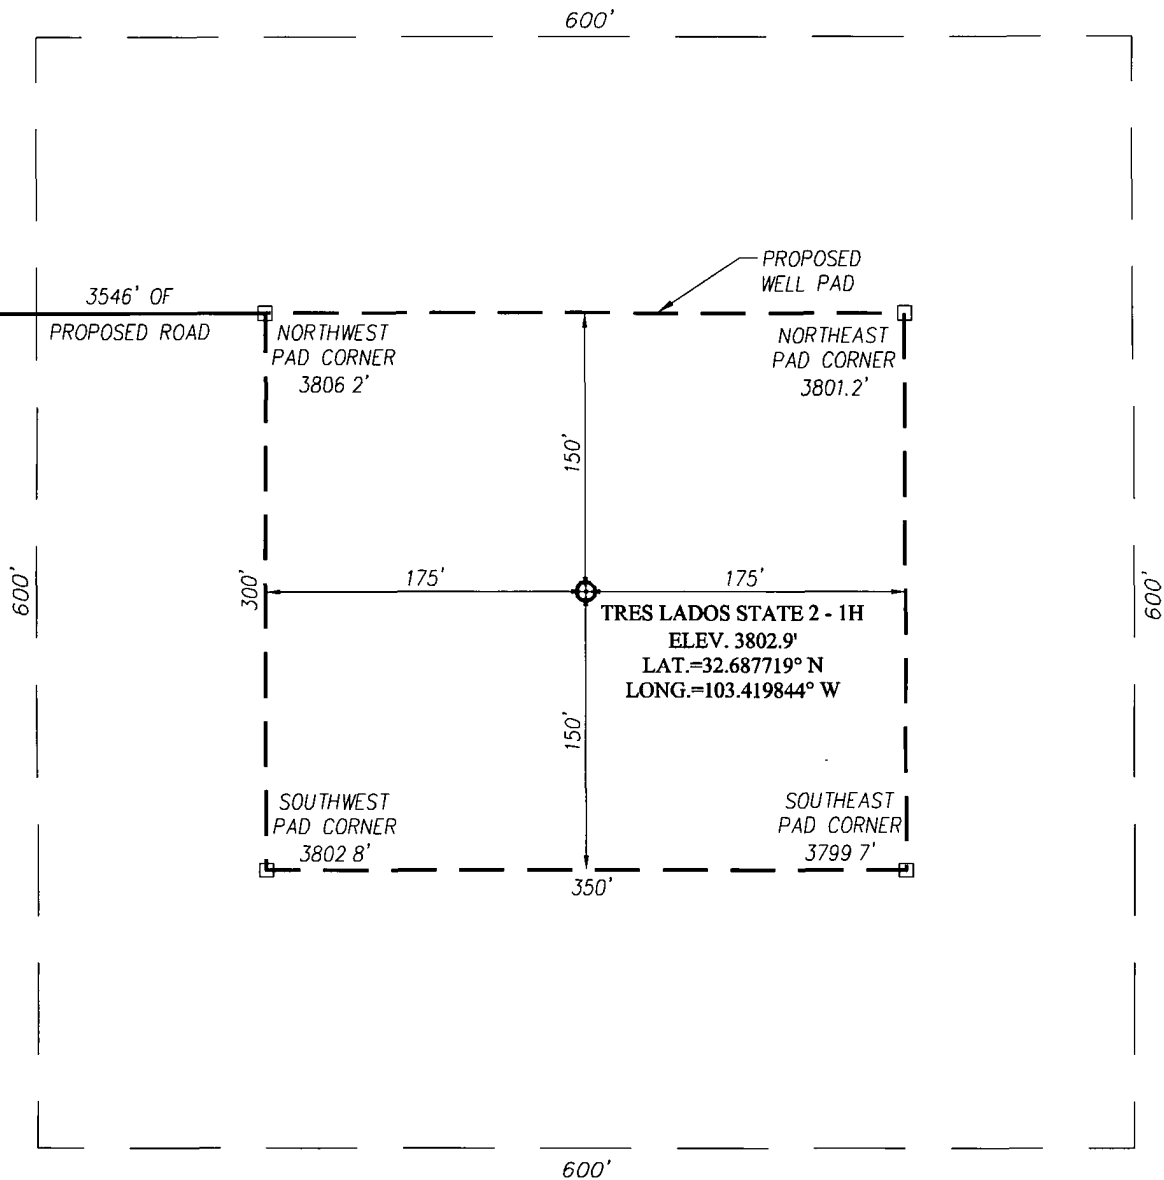 600'
PROPOSED
WELL PAD
3546' OF
PROPOSED ROAD
NORTHWEST
PAD CORNER
3806 2'
NORTHEAST
PAD CORNER
3801.2'
150'
600'
300'
175'
175'
600'
TRES LADOS STATE 2 - 1H
ELEV. 3802.9'
LAT.=32.687719° N
LONG.=103.419844° W
150'
SOUTHWEST
PAD CORNER
3802 8'
SOUTHEAST
PAD CORNER
3799 7'
350'
600'